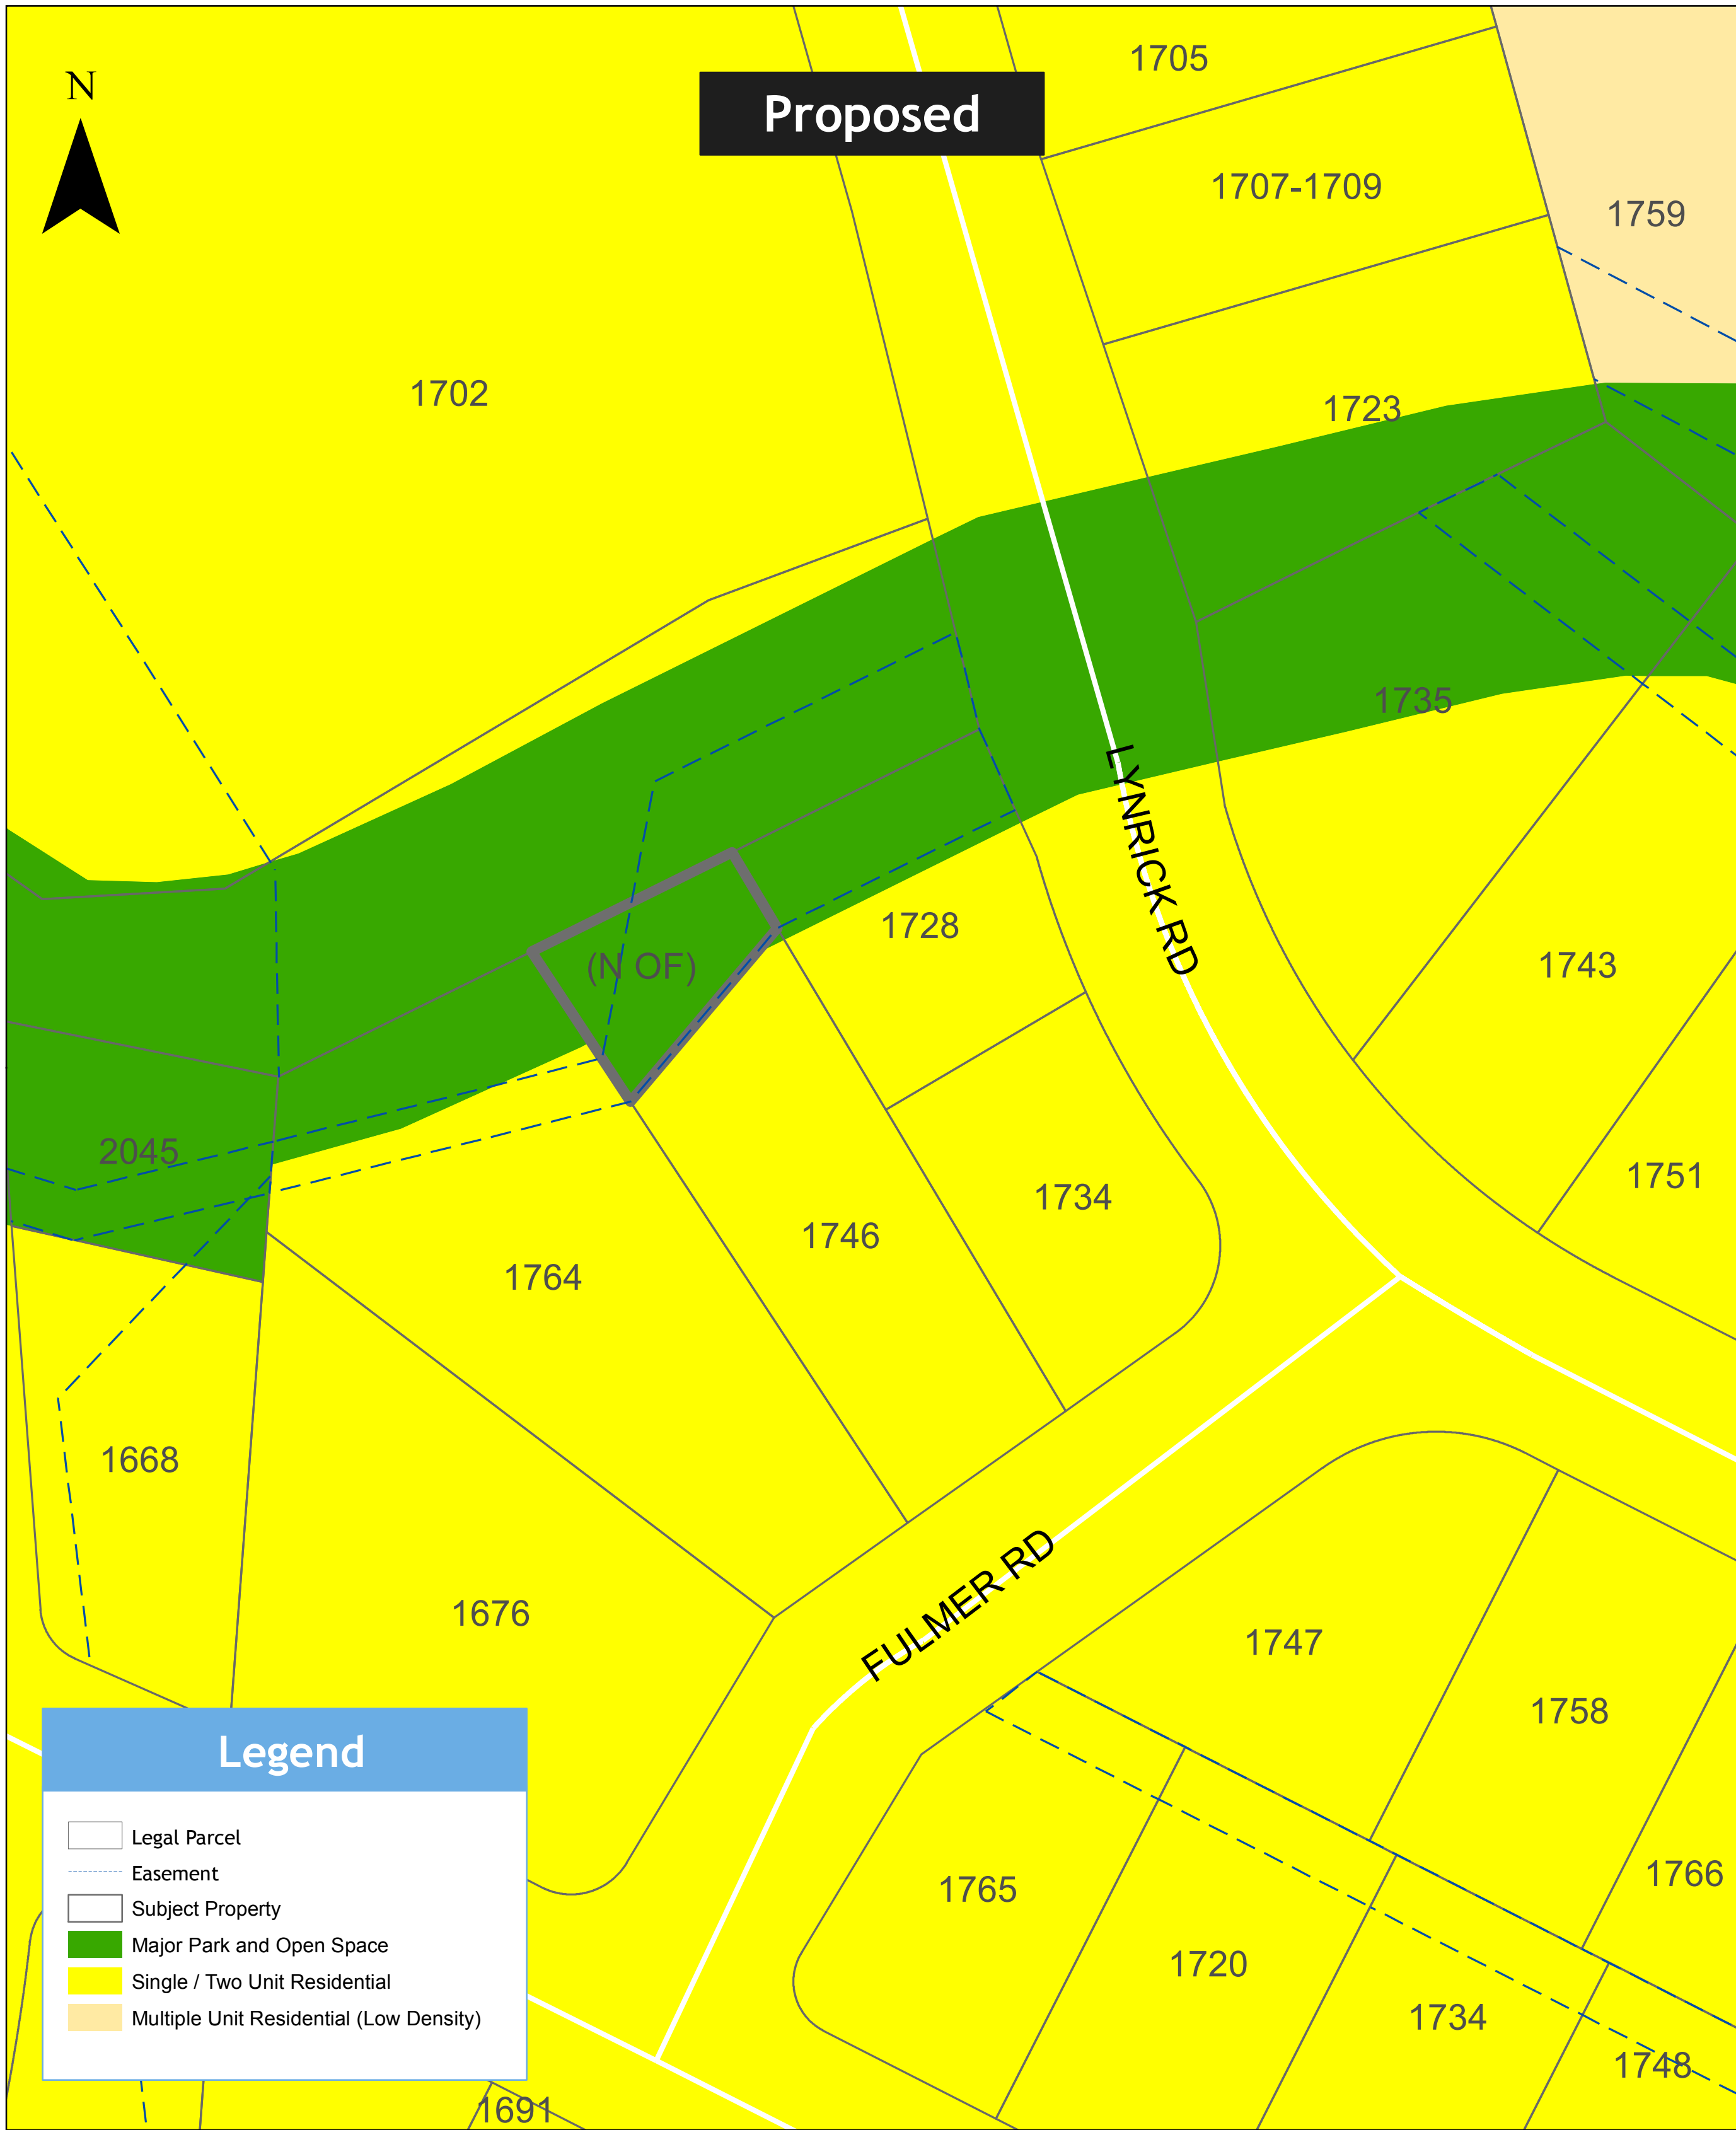 N
Proposed
1705
1707-1709
1759
1702
1723
1735
LYNRICK RD
1728
(N OF)
1743
2045
1751
1734
1746
1764
1668
FULMER RD
1676
1747
1758
1765
1766
1720
1734
1748
1691
Legend
Legal Parcel
Easement
Subject Property
Major Park and Open Space
Single / Two Unit Residential
Multiple Unit Residential (Low Density)